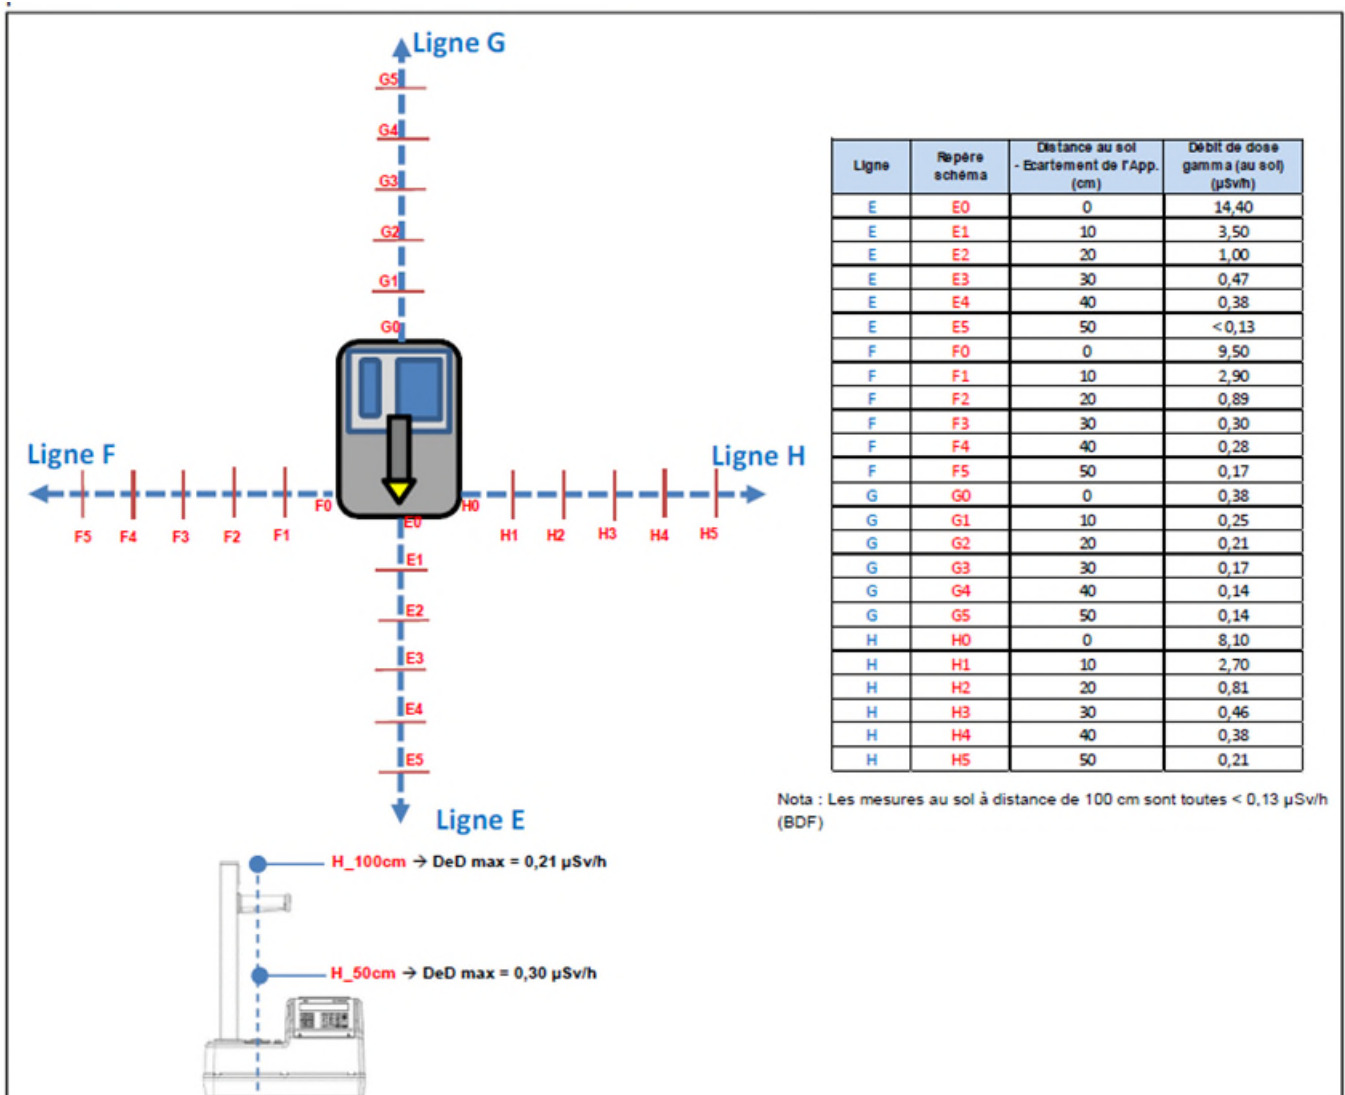 Ligne G
G5
G4
G3
G2
G1
G0
Ligne F
Ligne H
F0
H0
E0
F5 F4 F3 F2 F1
H1 H2 H3 H4 H5
E1
E2
E3
E4
E5
Ligne E
H_100cm → DeD max = 0,21 µSv/h
H_50cm → DeD max = 0,30 µSv/h
Ligne Repère schéma Distance au sol - Ecartement de l'App. (cm) Débit de dose gamma (au sol) (µSv/h)
E E0 0 14,40
E E1 10 3,50
E E2 20 1,00
E E3 30 0,47
E E4 40 0,38
E E5 50 < 0,13
F F0 0 9,50
F F1 10 2,90
F F2 20 0,89
F F3 30 0,30
F F4 40 0,28
F F5 50 0,17
G G0 0 0,38
G G1 10 0,25
G G2 20 0,21
G G3 30 0,17
G G4 40 0,14
G G5 50 0,14
H H0 0 8,10
H H1 10 2,70
H H2 20 0,81
H H3 30 0,46
H H4 40 0,38
H H5 50 0,21
Nota : Les mesures au sol à distance de 100 cm sont toutes < 0,13 µSv/h
(BDF)